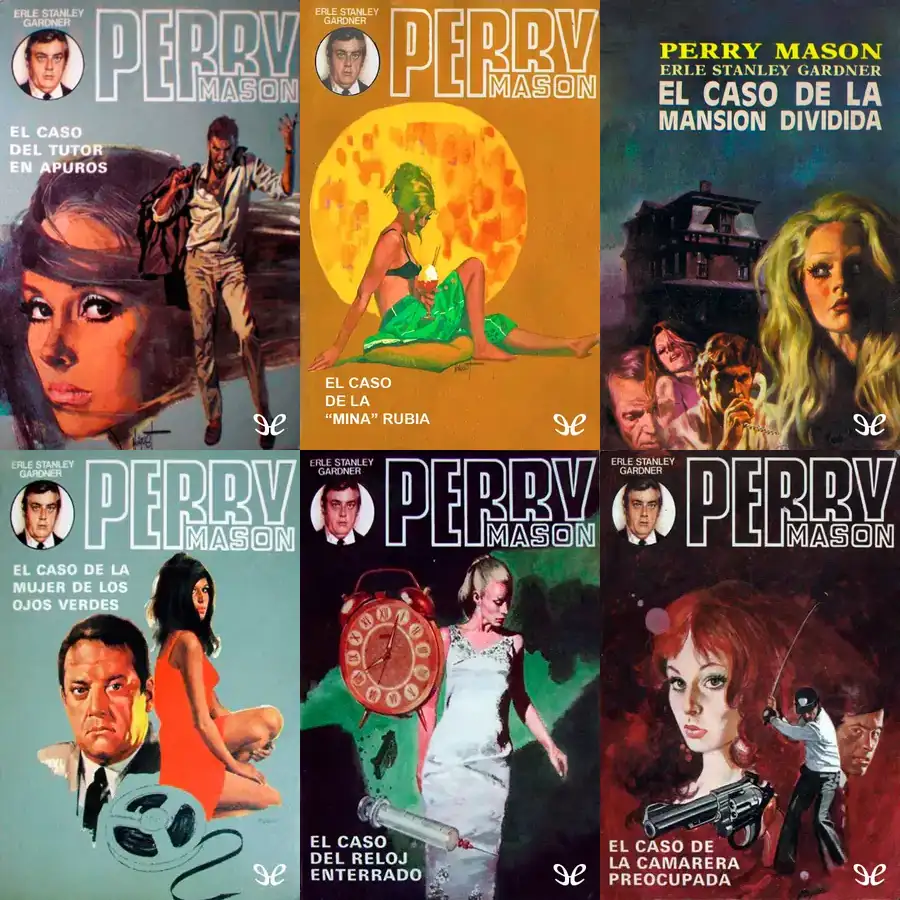 ERLE STANLEY
GARDNER
PERRY
MASON
EL CASO
DEL TUTOR
EN APUROS
ERLE STANLEY
GARDNER
PERRY
MASON
EL CASO
DE LA
“MINA” RUBIA
PERRY MASON
ERLE STANLEY GARDNER
EL CASO DE LA
MANSION DIVIDIDA
ERLE STANLEY
GARDNER
PERRY
MASON
EL CASO DE LA
MUJER DE LOS
OJOS VERDES
ERLE STANLEY
GARDNER
PERRY
MASON
EL CASO
DEL RELOJ
ENTERRADO
ERLE STANLEY
GARDNER
PERRY
MASON
EL CASO DE
LA CAMARERA
PREOCUPADA